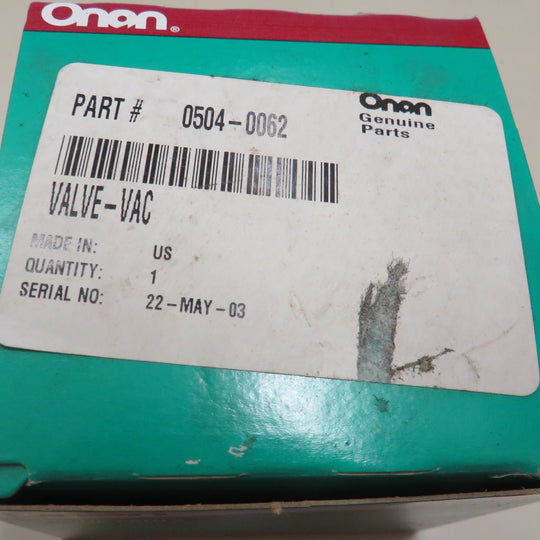 Onan®
PART # 0504-0062
Onan
Genuine
Parts
VALVE-VAC
MADE IN: US
QUANTITY: 1
SERIAL NO: 22-MAY-03